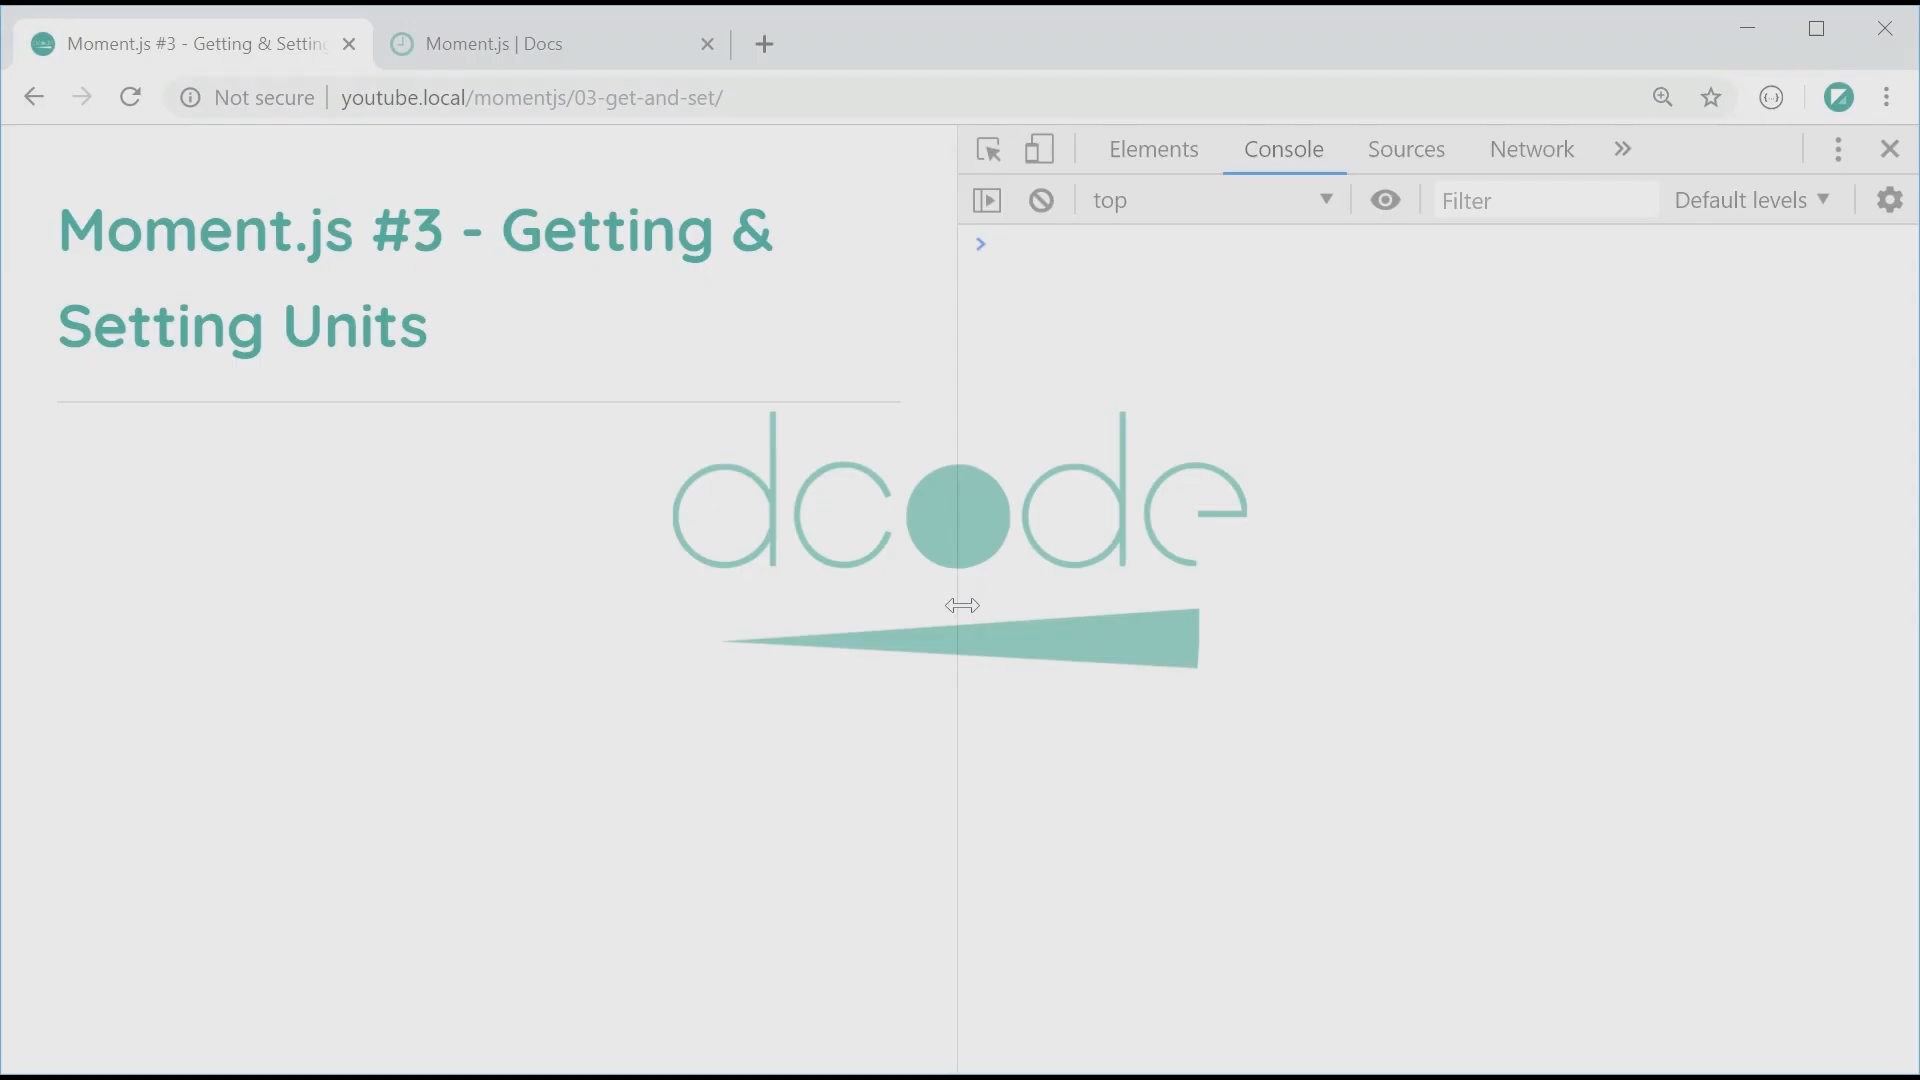 Moment.js #3 - Getting & Setting
Moment.js | Docs
Not secure
youtube.local/momentjs/03-get-and-set/
Elements
Console
Sources
Network
top
Filter
Default levels
Moment.js #3 - Getting &
Setting Units
dcode